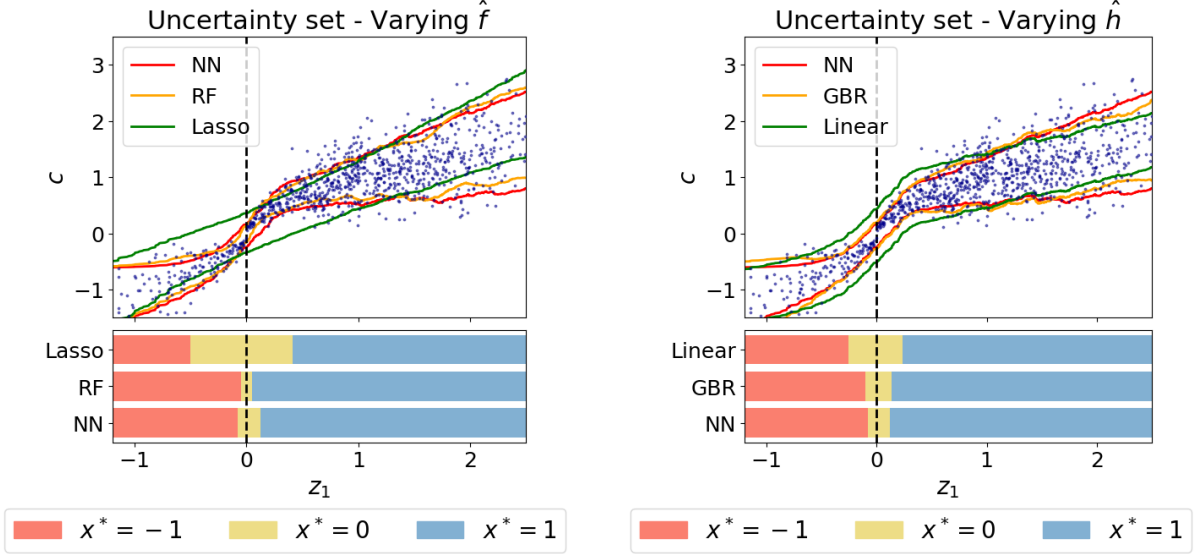 Uncertainty set - Varying f̂
NN
RF
Lasso
3
2
1
0
−1
c
Lasso
RF
NN
−1 0 1 2
z₁
x* = −1 x* = 0 x* = 1
Uncertainty set - Varying ĥ
NN
GBR
Linear
3
2
1
0
−1
c
Linear
GBR
NN
−1 0 1 2
z₁
x* = −1 x* = 0 x* = 1